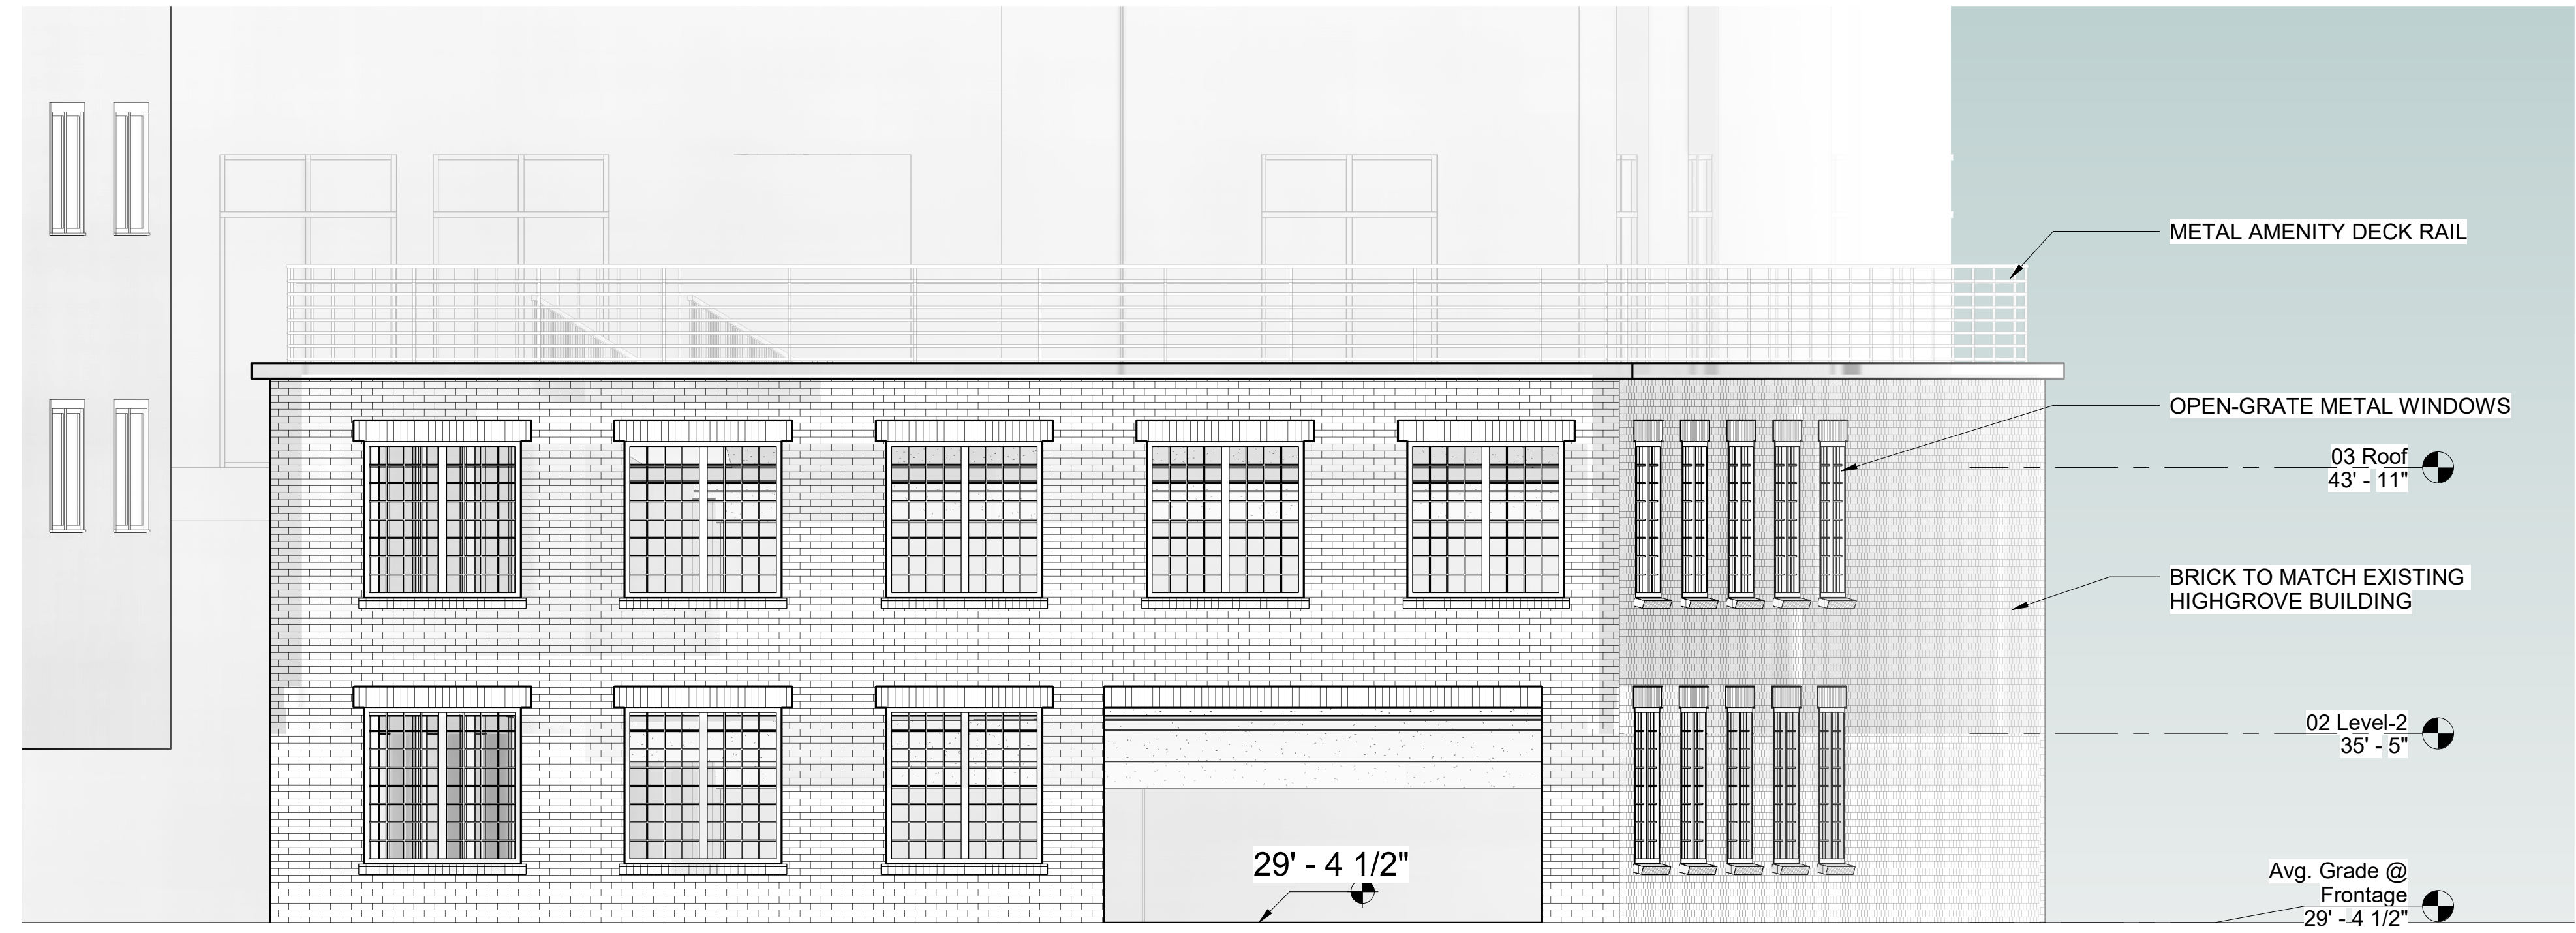 METAL AMENITY DECK RAIL
OPEN-GRATE METAL WINDOWS
03 Roof
43' - 11"
BRICK TO MATCH EXISTING
HIGHGROVE BUILDING
02 Level-2
35' - 5"
29' - 4 1/2"
Avg. Grade @
Frontage
29' - 4 1/2"